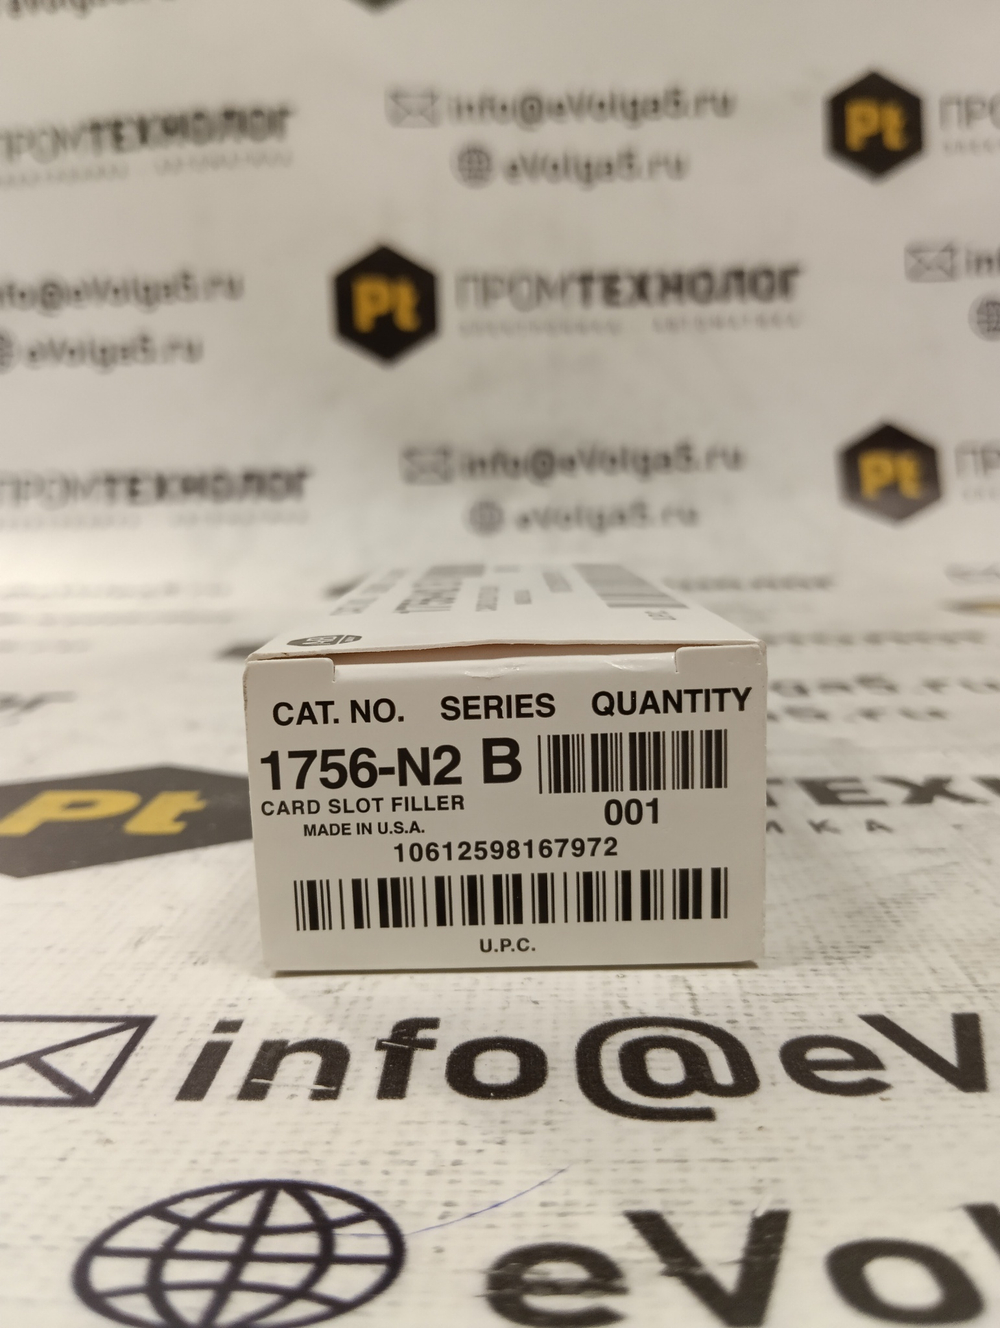 info@eVolga5.ru
eVolga5.ru
Pt
ПРОМТЕХНОЛОГ
info@eVolga5.ru
eVolga5.ru
Pt ПРОМТЕХНОЛОГ
ПРОМТЕХНОЛОГ
info@eVolga5.ru
eVolga5.ru
Pt
CAT. NO. SERIES QUANTITY
1756-N2 B
CARD SLOT FILLER
001
MADE IN U.S.A.
10612598167972
U.P.C.
Pt
info@eV
eVol